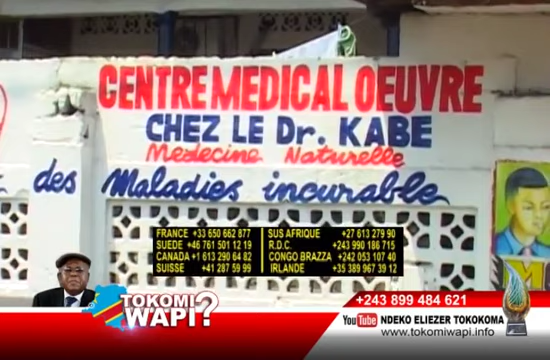 CENTRE MEDICAL OEUVRE
CHEZ LE Dr. KABE
Medecine Naturelle
des Maladies incurable
FRANCE +33 650 662 877
SUEDE +46 761 501 12 19
CANADA +1 613 290 64 82
SUISSE +41 287 59 99
SUS AFRIQUE +27 613 279 90
R.D.C. +243 990 186 715
CONGO BRAZZA +242 053 107 40
IRLANDE +35 389 967 39 12
TOKOMI
WAPI?
+243 899 484 621
YouTube NDEKO ELIEZER TOKOKOMA
www.tokomiwapi.info